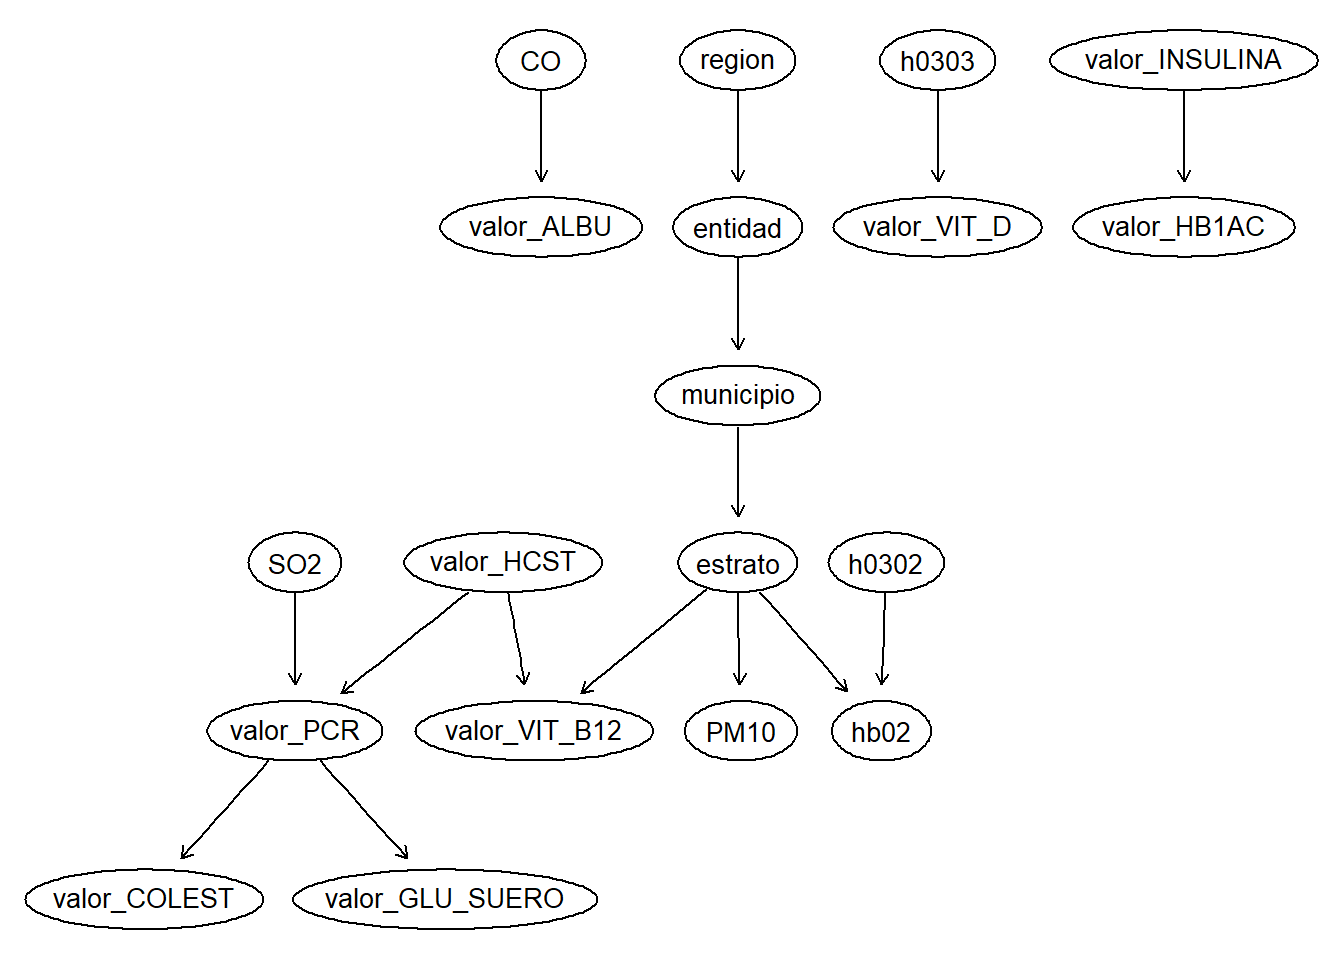 CO
region
h0303
valor_INSULINA
valor_ALBU
entidad
valor_VIT_D
valor_HB1AC
municipio
SO2
valor_HCST
estrato
h0302
valor_PCR
valor_VIT_B12
PM10
hb02
valor_COLEST
valor_GLU_SUERO